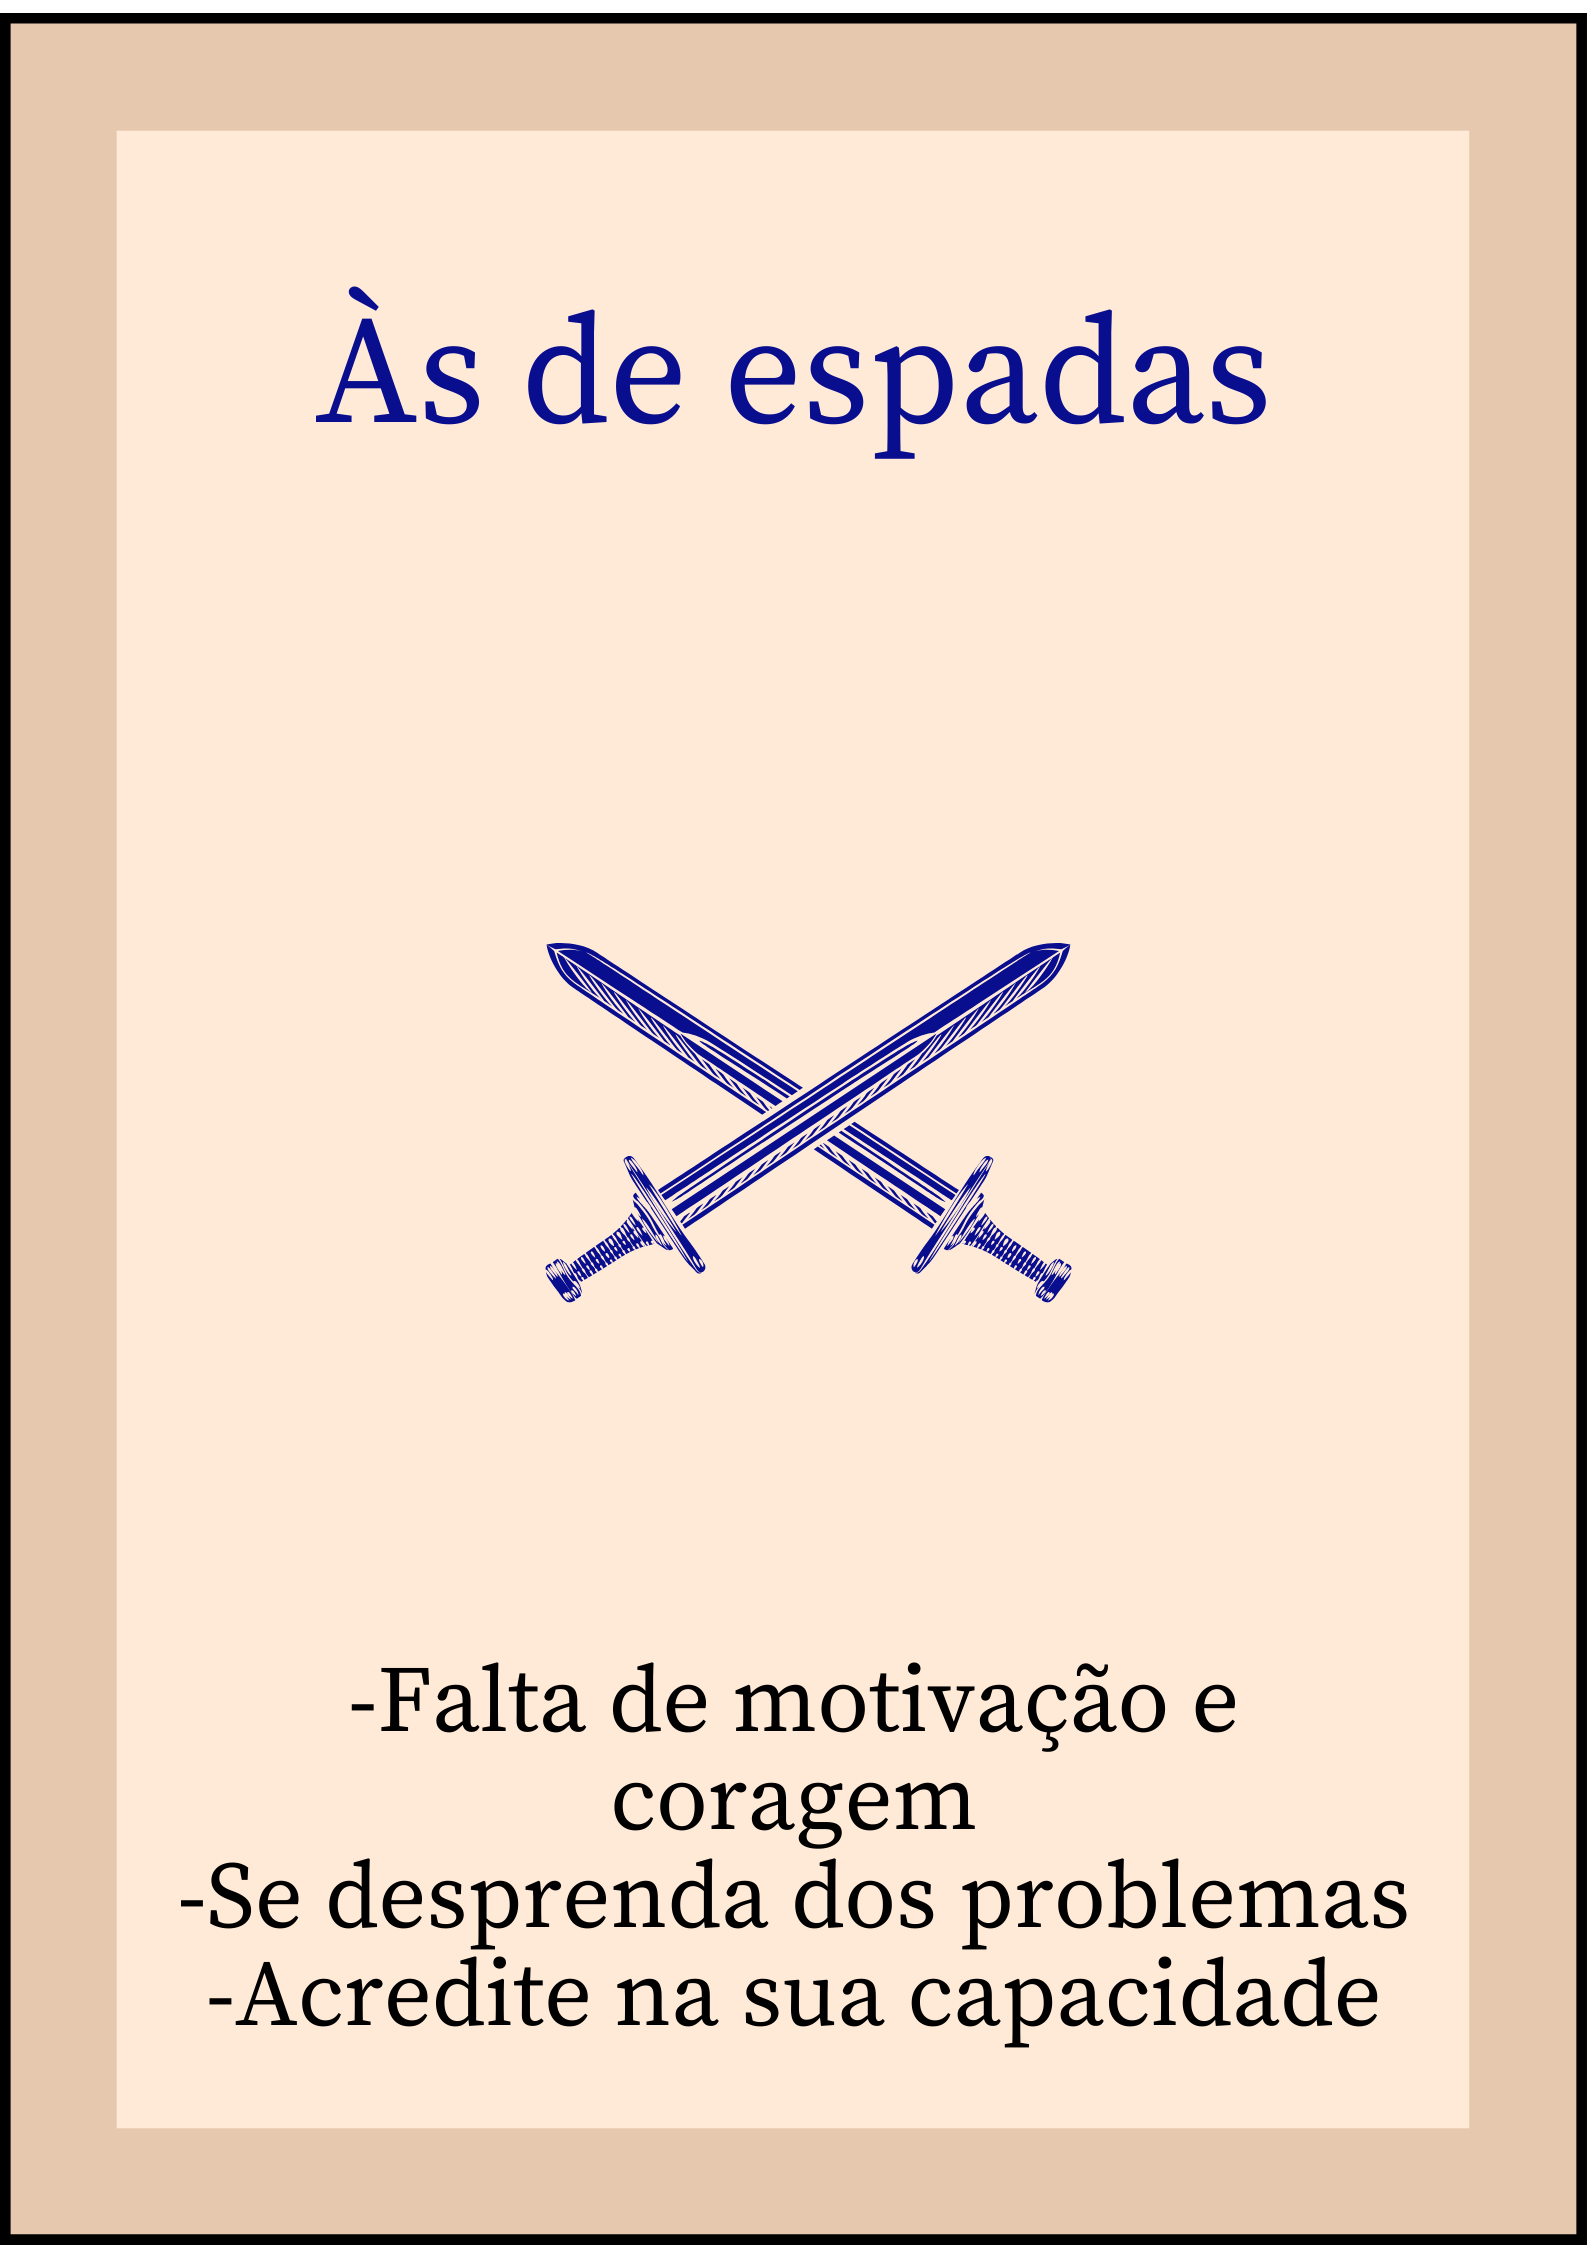 Às de espadas
-Falta de motivação e
coragem
-Se desprenda dos problemas
-Acredite na sua capacidade